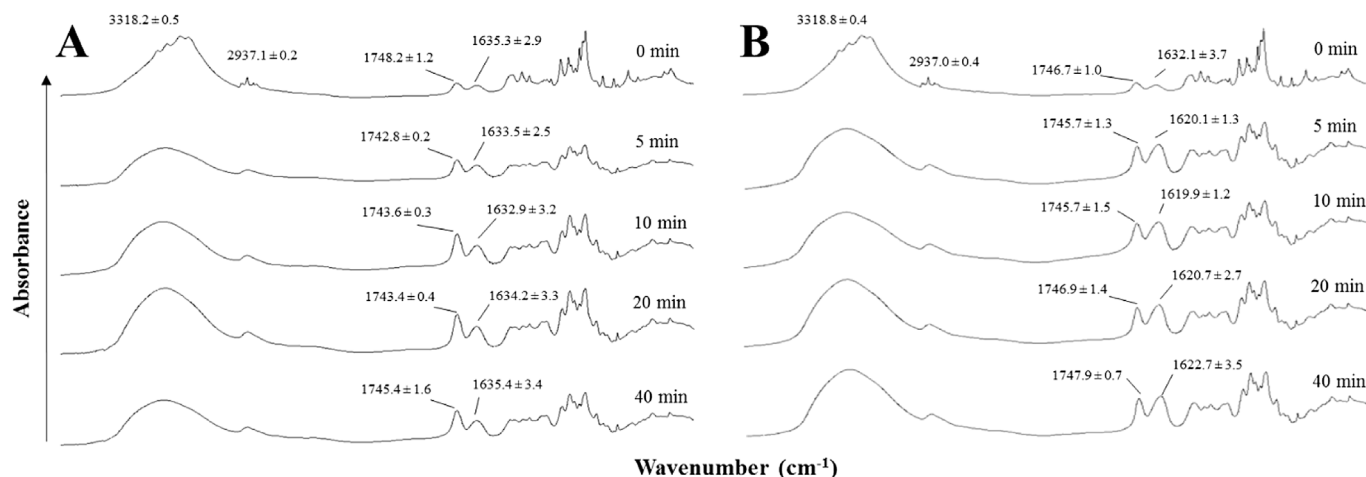 A
3318.2 ± 0.5
2937.1 ± 0.2
1748.2 ± 1.2
1635.3 ± 2.9
0 min
1742.8 ± 0.2
1633.5 ± 2.5
5 min
1743.6 ± 0.3
1632.9 ± 3.2
10 min
1743.4 ± 0.4
1634.2 ± 3.3
20 min
1745.4 ± 1.6
1635.4 ± 3.4
40 min
B
3318.8 ± 0.4
2937.0 ± 0.4
1746.7 ± 1.0
1632.1 ± 3.7
0 min
1745.7 ± 1.3
1620.1 ± 1.3
5 min
1745.7 ± 1.5
1619.9 ± 1.2
10 min
1746.9 ± 1.4
1620.7 ± 2.7
20 min
1747.9 ± 0.7
1622.7 ± 3.5
40 min
Absorbance
Wavenumber (cm⁻¹)